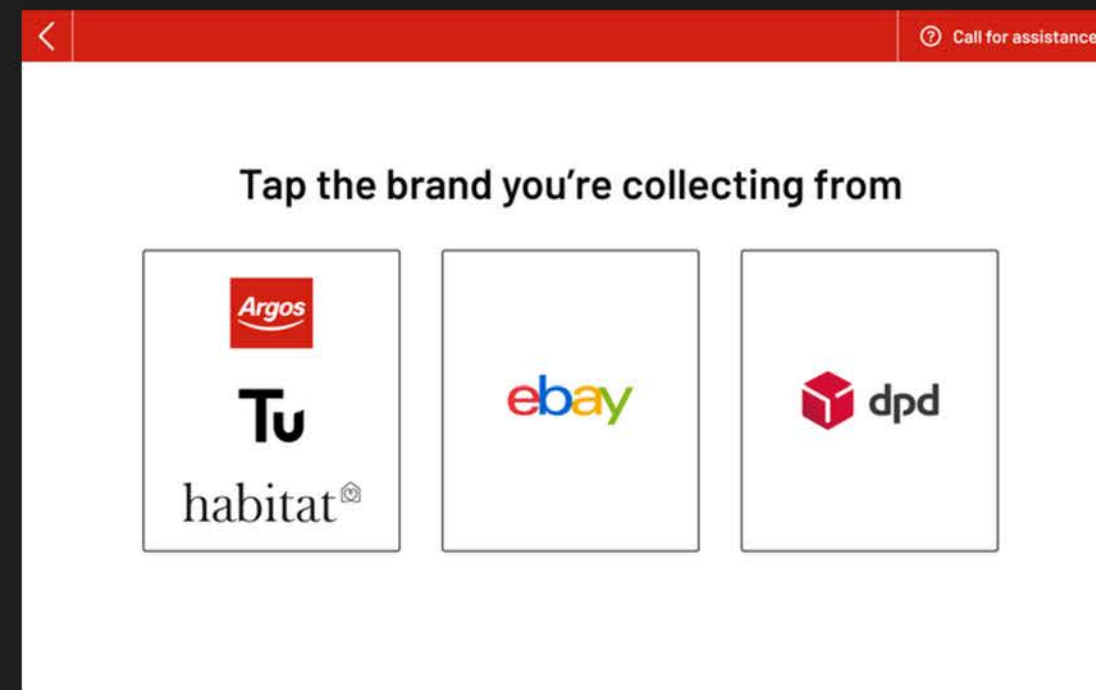 Call for assistance
Tap the brand you're collecting from
Argos
Tu
habitat®
ebay
dpd